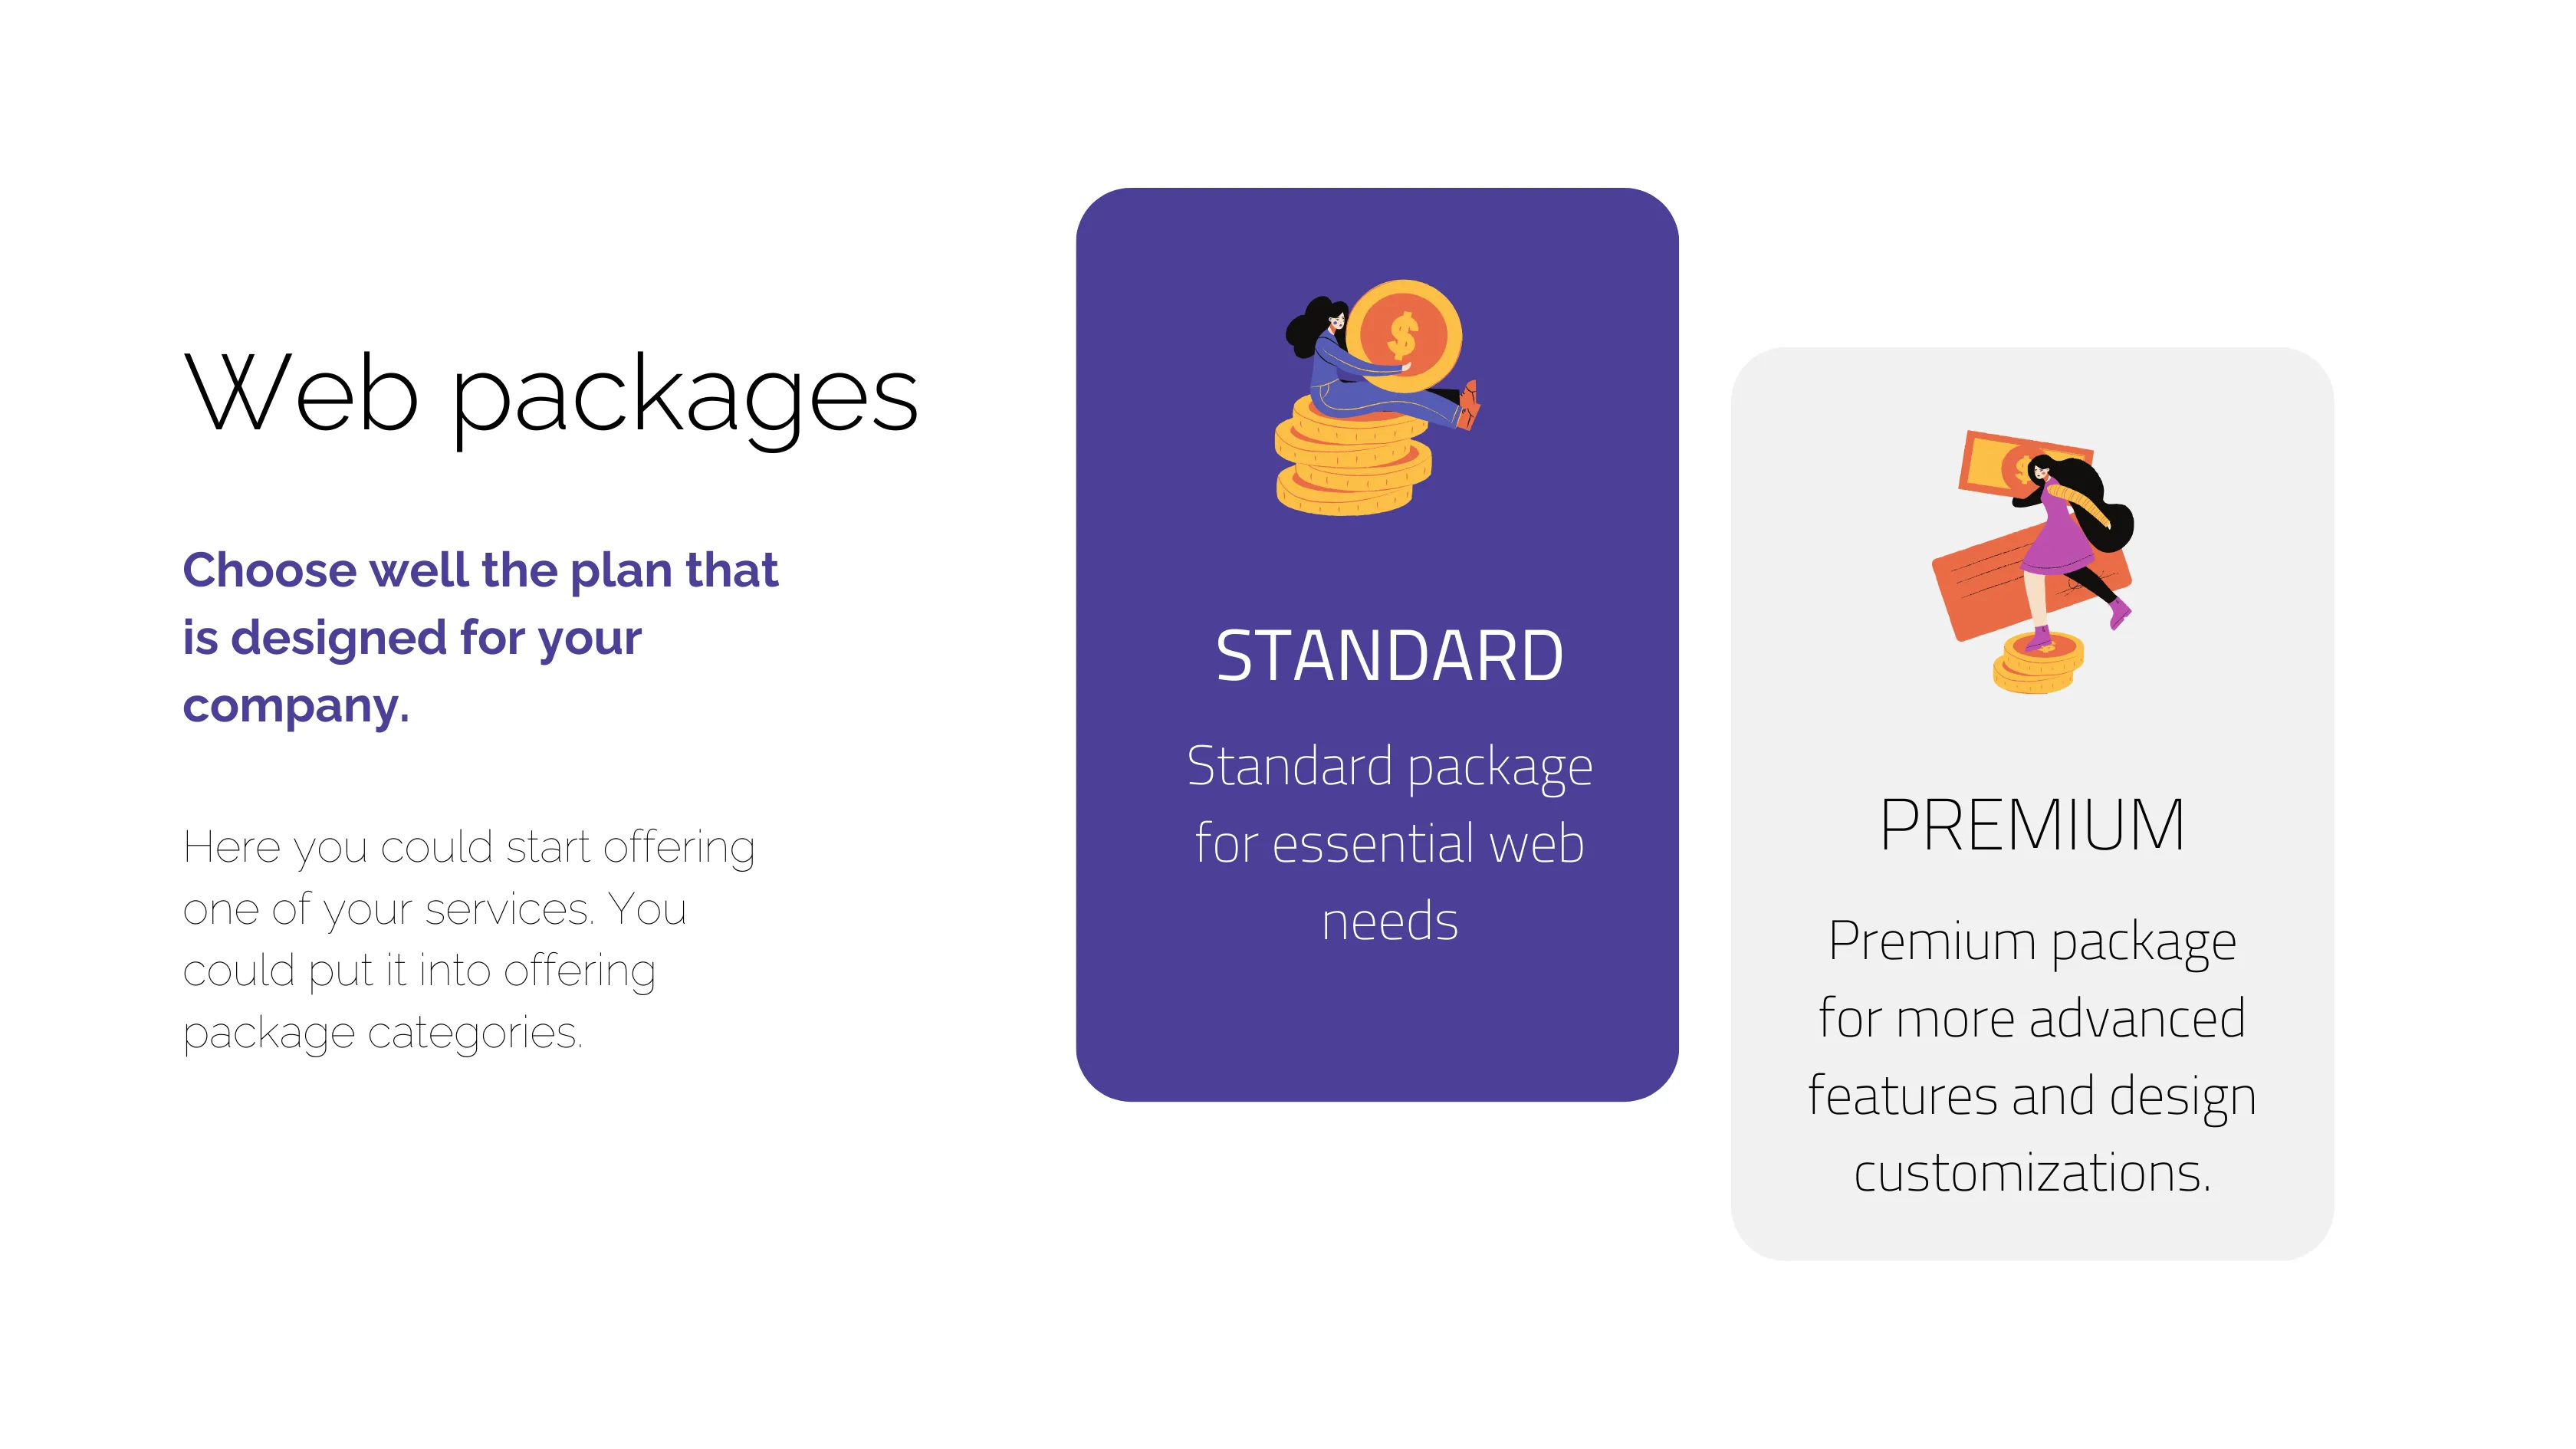 Web packages
Choose well the plan that
is designed for your
company.
Here you could start offering
one of your services. You
could put it into offering
package categories.
$
STANDARD
Standard package
for essential web
needs
$
PREMIUM
Premium package
for more advanced
features and design
customizations.